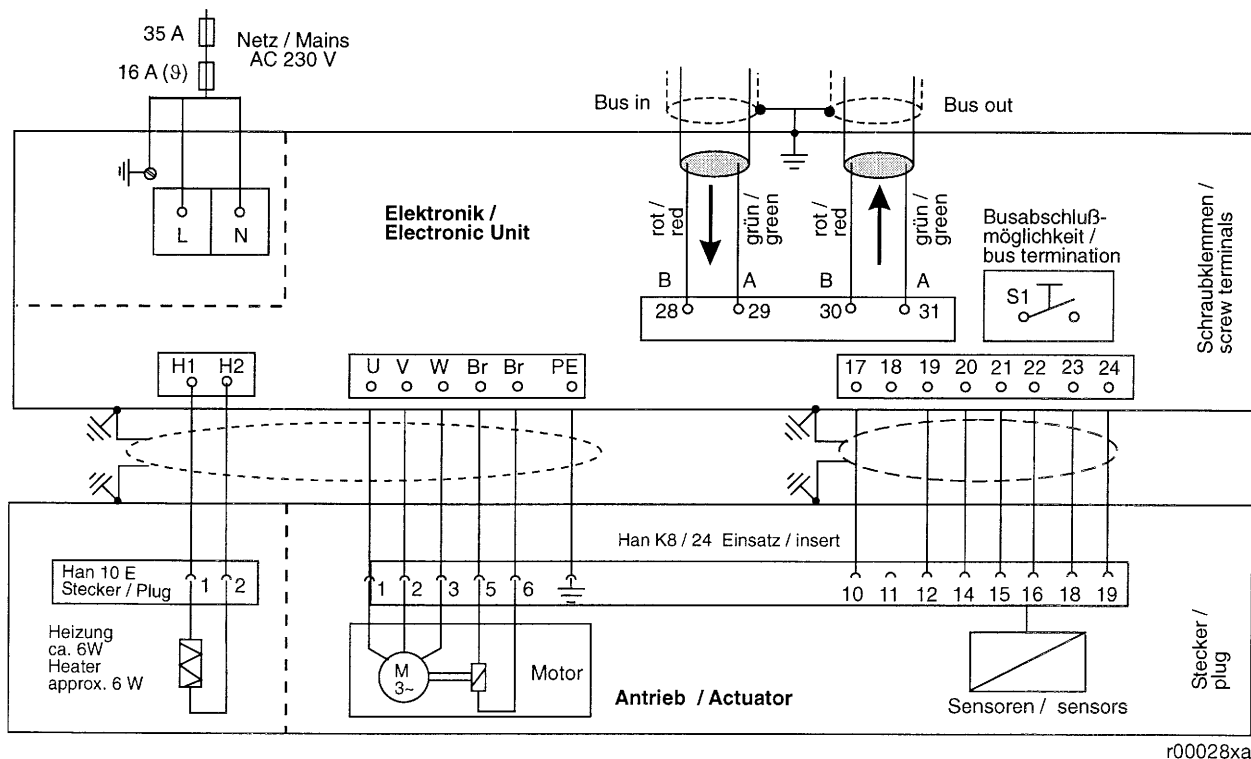 35 A
16 A (ϑ)
Netz / Mains
AC 230 V
Bus in
Bus out
L
N
Elektronik /
Electronic Unit
rot /
red
grün /
green
rot /
red
grün /
green
B
A
B
A
28
29
30
31
Busabschluß-
möglichkeit /
bus termination
S1
Schraubklemmen /
screw terminals
H1 H2
U V W Br Br PE
17 18 19 20 21 22 23 24
Han K8 / 24 Einsatz / insert
Han 10 E
Stecker / Plug
1 2
1 2 3 5 6
10 11 12 14 15 16 18 19
Heizung
ca. 6W
Heater
approx. 6 W
M
3~
Motor
Antrieb / Actuator
Sensoren / sensors
Stecker /
plug
r00028xa